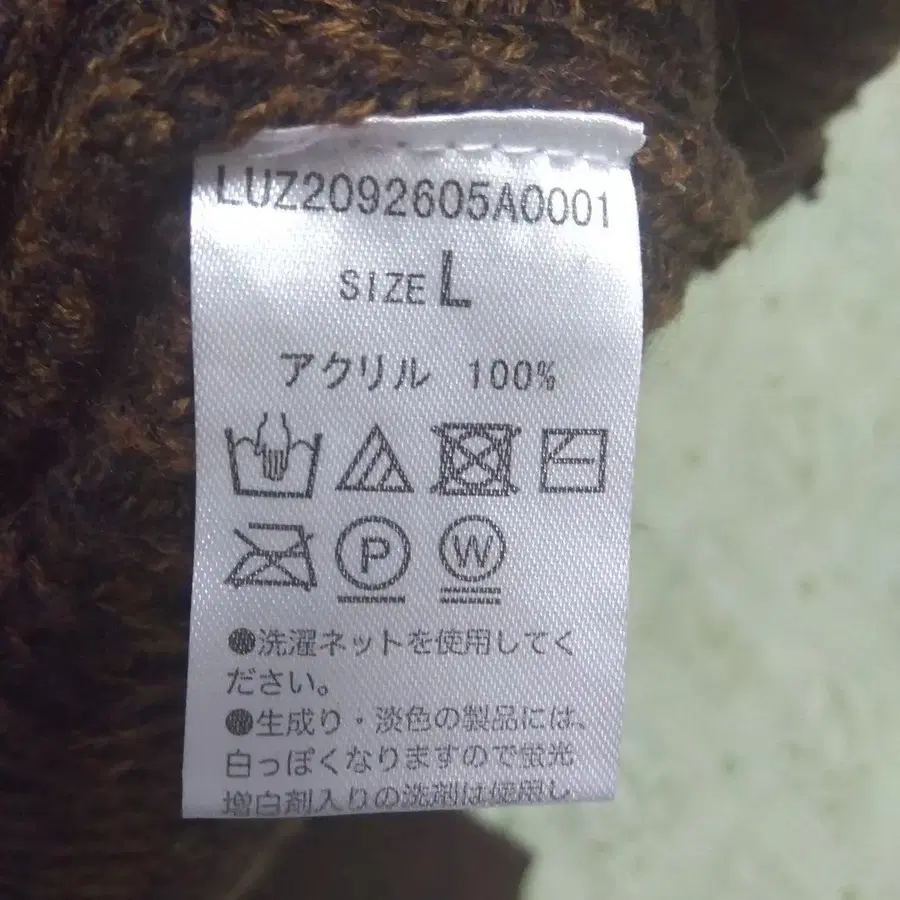 LUZ2092605A0001
SIZE L
アクリル 100%
P W
●洗濯ネットを使用してく
ださい。
●生成り・淡色の製品には、
白っぽくなりますので蛍光
増白剤入りの洗剤は使用し